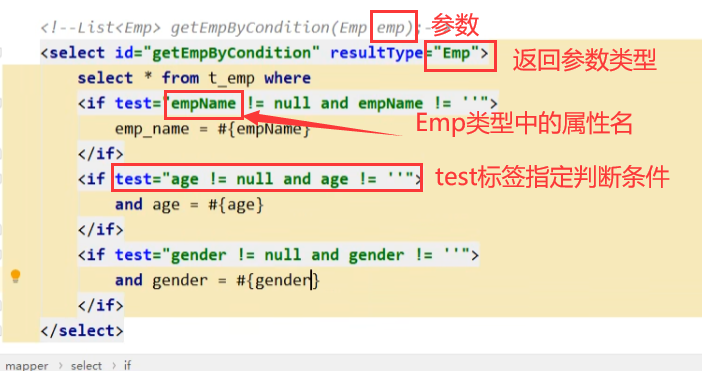 <!--List<Emp> getEmpByCondition(Emp emp);- 参数
<select id="getEmpByCondition" resultType="Emp">
返回参数类型
select * from t_emp where
<if test="empName != null and empName != ''">
emp_name = #{empName}
Emp类型中的属性名
</if>
<if test="age != null and age != ''">
test标签指定判断条件
and age = #{age}
</if>
<if test="gender != null and gender != ''">
and gender = #{gender}
</if>
</select>
mapper › select › if